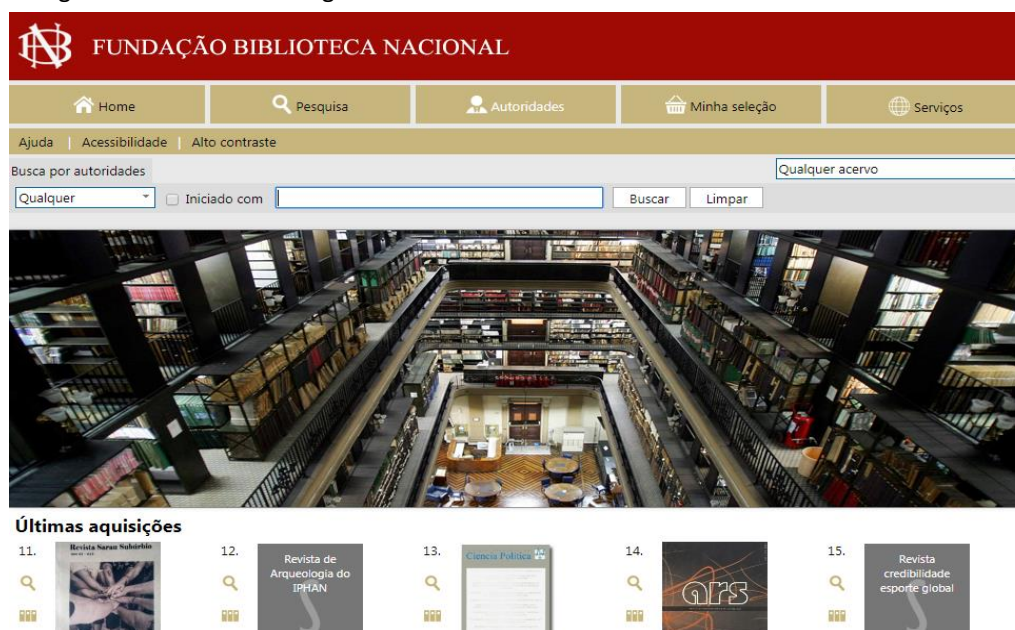 FUNDAÇÃO BIBLIOTECA NACIONAL
Home Pesquisa Autoridades Minha seleção Serviços
Ajuda | Acessibilidade | Alto contraste
Busca por autoridades Qualquer acervo
Qualquer Iniciado com Buscar Limpar
Últimas aquisições
11. 12. 13. 14. 15.
Revista Saran Subúrbio
Revista de
Arqueologia do
IPHAN
Ciencia Política
ars
Revista
credibilidade
esporte global